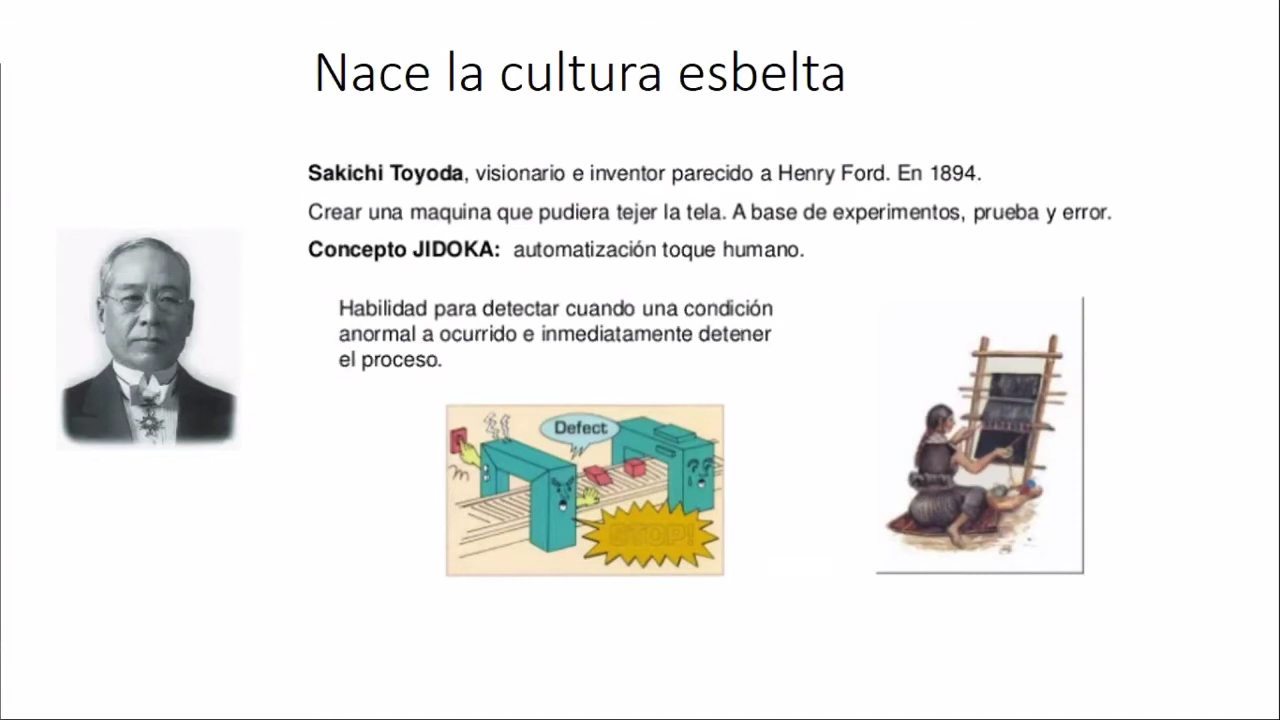 Nace la cultura esbelta
Sakichi Toyoda, visionario e inventor parecido a Henry Ford. En 1894.
Crear una maquina que pudiera tejer la tela. A base de experimentos, prueba y error.
Concepto JIDOKA: automatización toque humano.
Habilidad para detectar cuando una condición
anormal a ocurrido e inmediatamente detener
el proceso.
Defect
STOP!